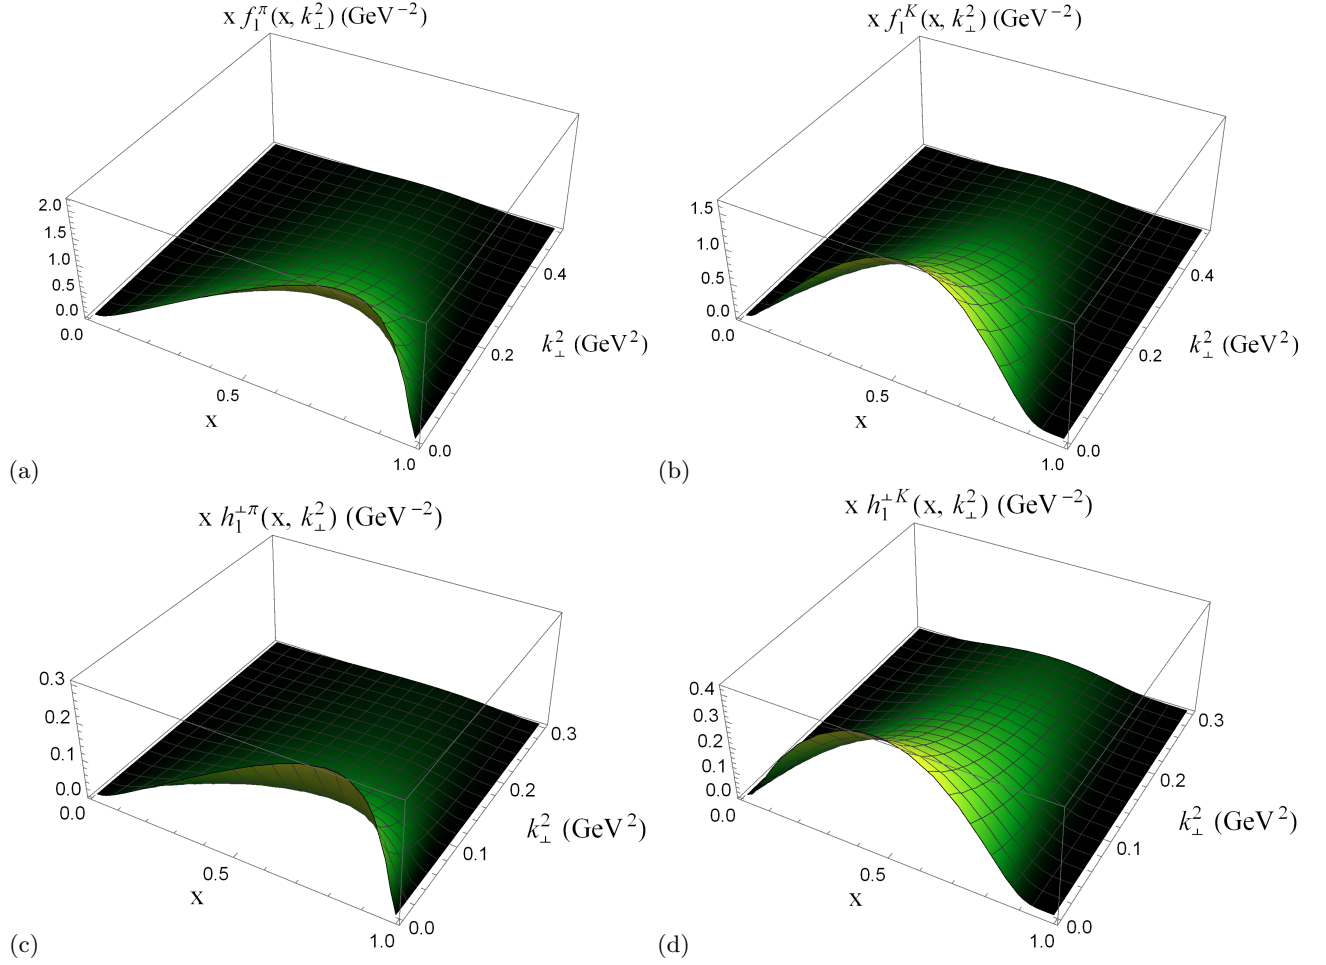 x f₁^π(x, k⊥²) (GeV⁻²)
2.0
1.5
1.0
0.5
0.0
0.0
0.5
1.0
x
0.0
0.2
0.4
k⊥² (GeV²)
(a)
x f₁^K(x, k⊥²) (GeV⁻²)
1.5
1.0
0.5
0.0
0.0
0.5
1.0
x
0.0
0.2
0.4
k⊥² (GeV²)
(b)
x h₁^⊥π(x, k⊥²) (GeV⁻²)
0.3
0.2
0.1
0.0
0.0
0.5
1.0
x
0.0
0.1
0.2
0.3
k⊥² (GeV²)
(c)
x h₁^⊥K(x, k⊥²) (GeV⁻²)
0.4
0.3
0.2
0.1
0.0
0.0
0.5
1.0
x
0.0
0.1
0.2
0.3
k⊥² (GeV²)
(d)